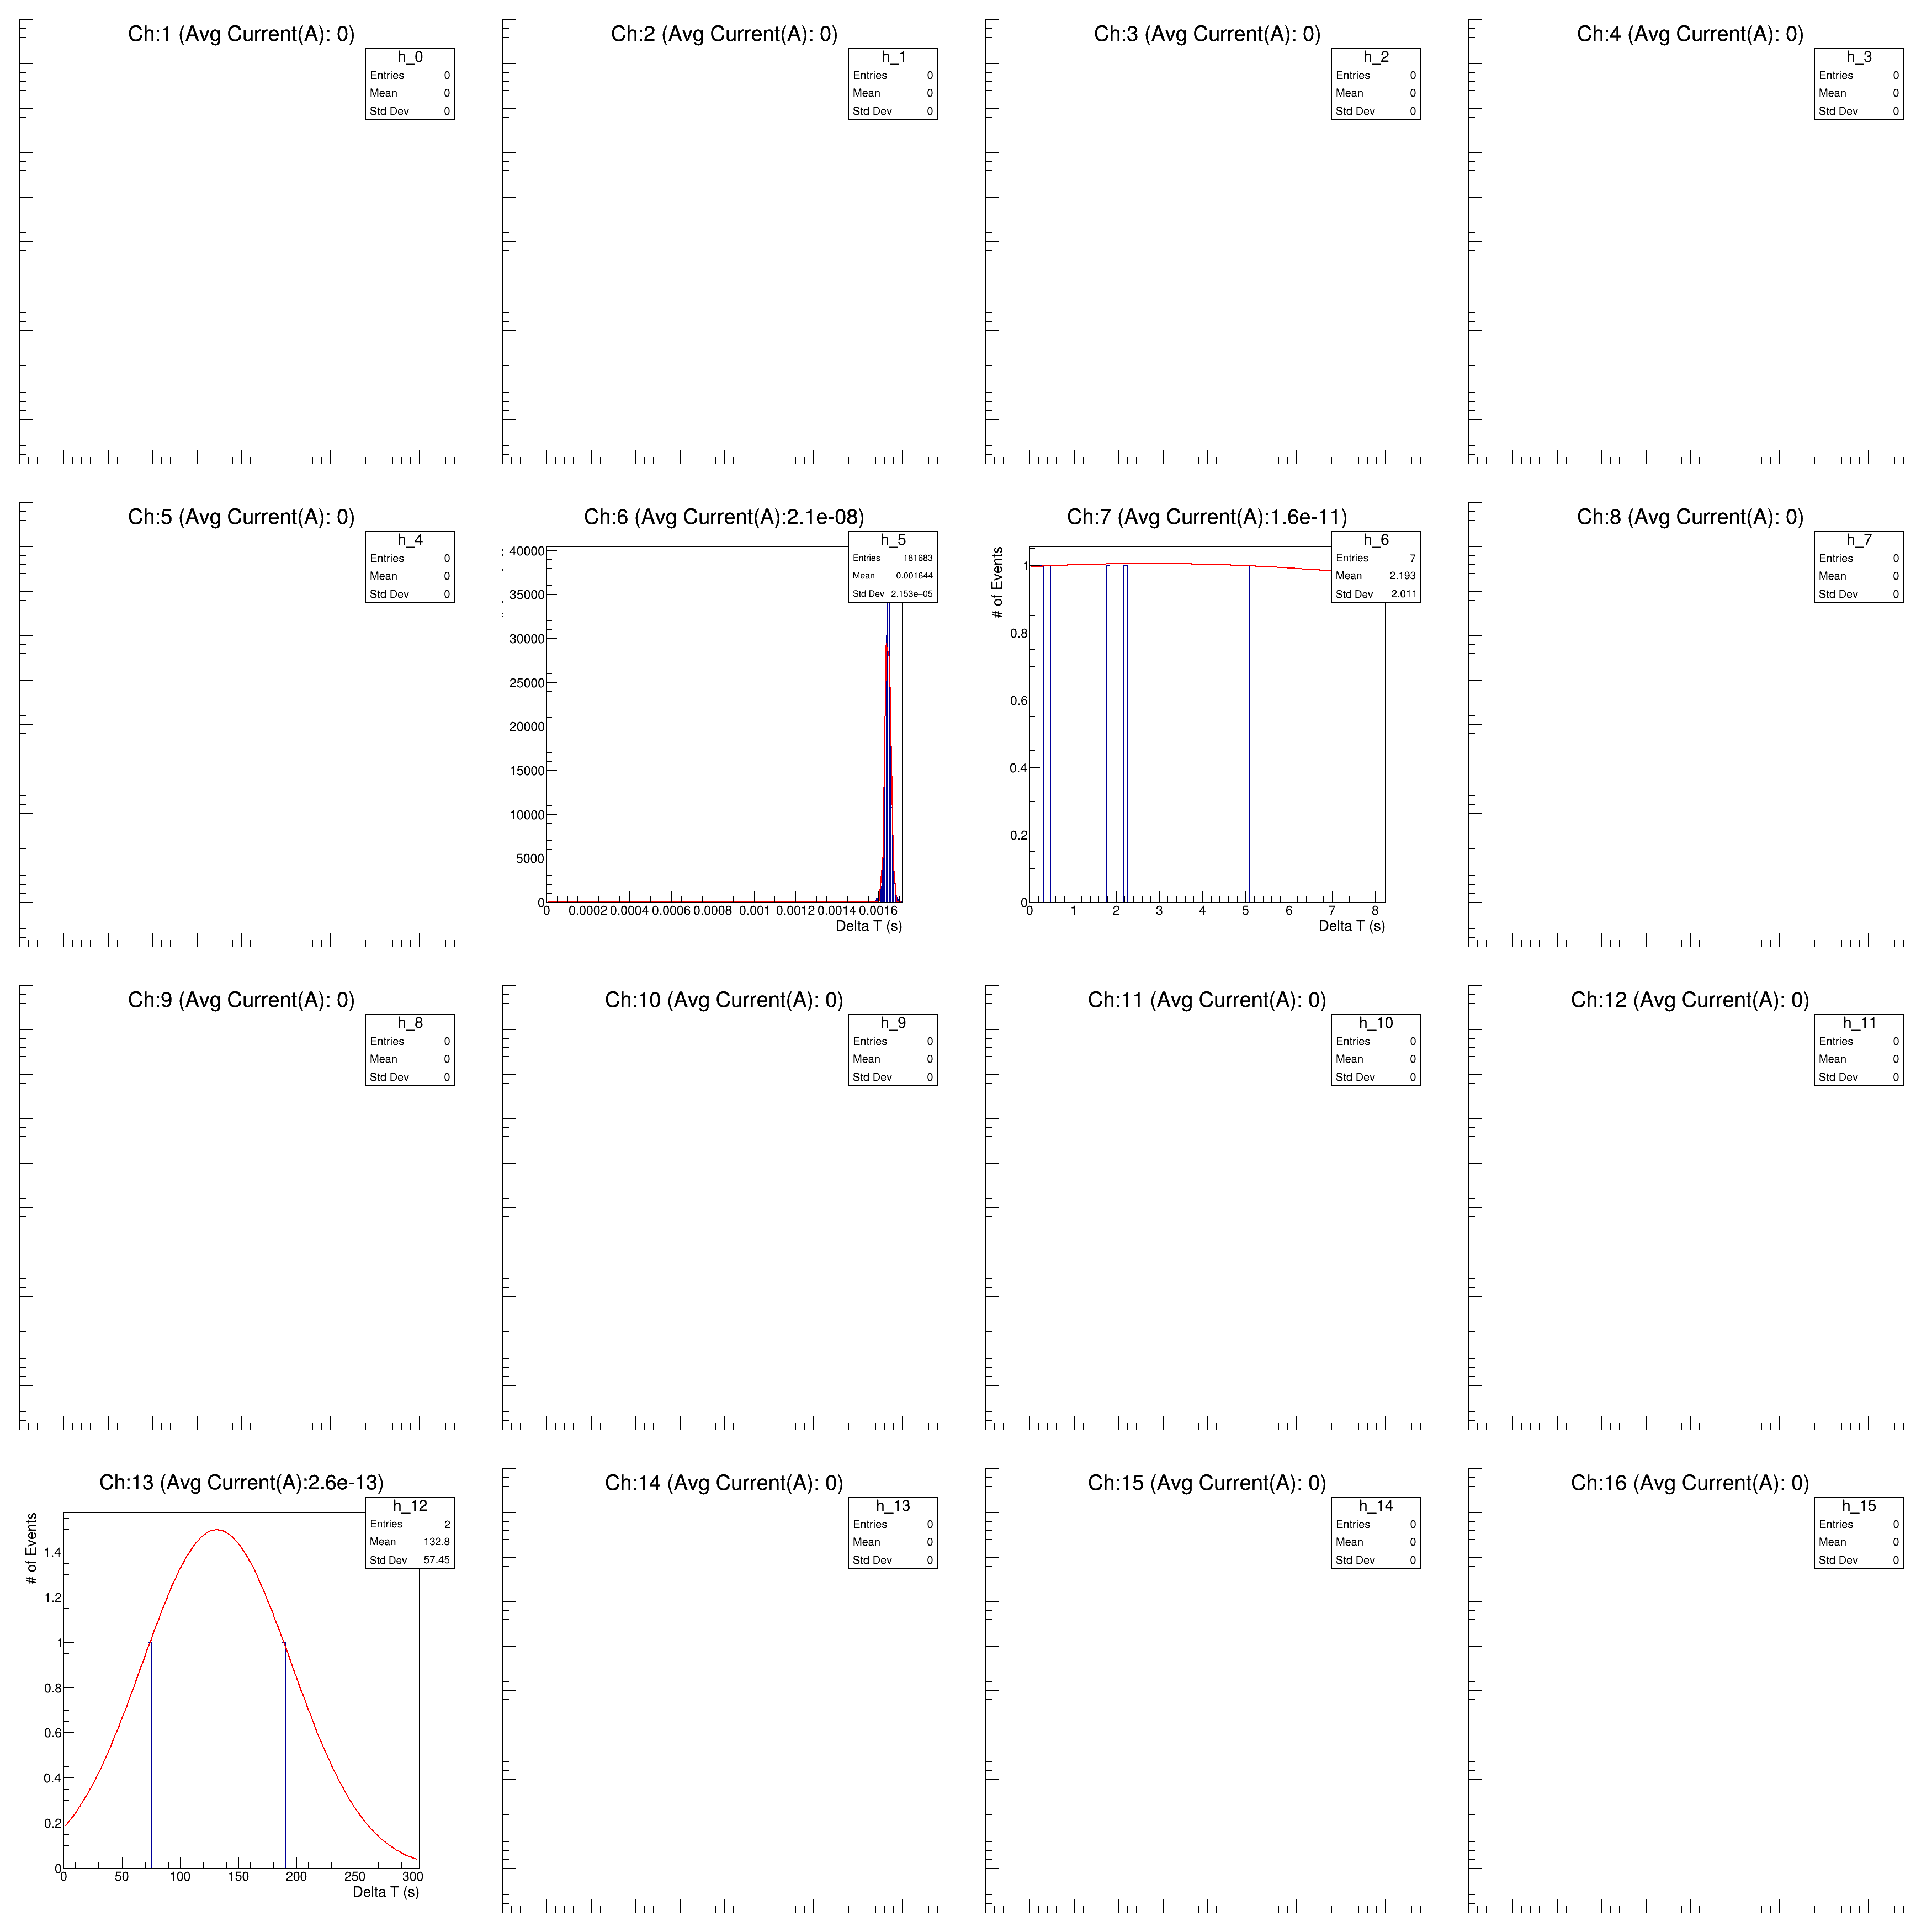 Ch:1 (Avg Current(A): 0)
h_0
Entries 0
Mean 0
Std Dev 0
Ch:2 (Avg Current(A): 0)
h_1
Entries 0
Mean 0
Std Dev 0
Ch:3 (Avg Current(A): 0)
h_2
Entries 0
Mean 0
Std Dev 0
Ch:4 (Avg Current(A): 0)
h_3
Entries 0
Mean 0
Std Dev 0
Ch:5 (Avg Current(A): 0)
h_4
Entries 0
Mean 0
Std Dev 0
Ch:6 (Avg Current(A):2.1e-08)
h_5
Entries 181683
Mean 0.001644
Std Dev 2.153e-05
40000
35000
30000
25000
20000
15000
10000
5000
0
0 0.0002 0.0004 0.0006 0.0008 0.001 0.0012 0.0014 0.0016
Delta T (s)
Ch:7 (Avg Current(A):1.6e-11)
h_6
Entries 7
Mean 2.193
Std Dev 2.011
# of Events
1
0.8
0.6
0.4
0.2
0
0 1 2 3 4 5 6 7 8
Delta T (s)
Ch:8 (Avg Current(A): 0)
h_7
Entries 0
Mean 0
Std Dev 0
Ch:9 (Avg Current(A): 0)
h_8
Entries 0
Mean 0
Std Dev 0
Ch:10 (Avg Current(A): 0)
h_9
Entries 0
Mean 0
Std Dev 0
Ch:11 (Avg Current(A): 0)
h_10
Entries 0
Mean 0
Std Dev 0
Ch:12 (Avg Current(A): 0)
h_11
Entries 0
Mean 0
Std Dev 0
Ch:13 (Avg Current(A):2.6e-13)
h_12
Entries 2
Mean 132.8
Std Dev 57.45
# of Events
1.4
1.2
1
0.8
0.6
0.4
0.2
0
0 50 100 150 200 250 300
Delta T (s)
Ch:14 (Avg Current(A): 0)
h_13
Entries 0
Mean 0
Std Dev 0
Ch:15 (Avg Current(A): 0)
h_14
Entries 0
Mean 0
Std Dev 0
Ch:16 (Avg Current(A): 0)
h_15
Entries 0
Mean 0
Std Dev 0